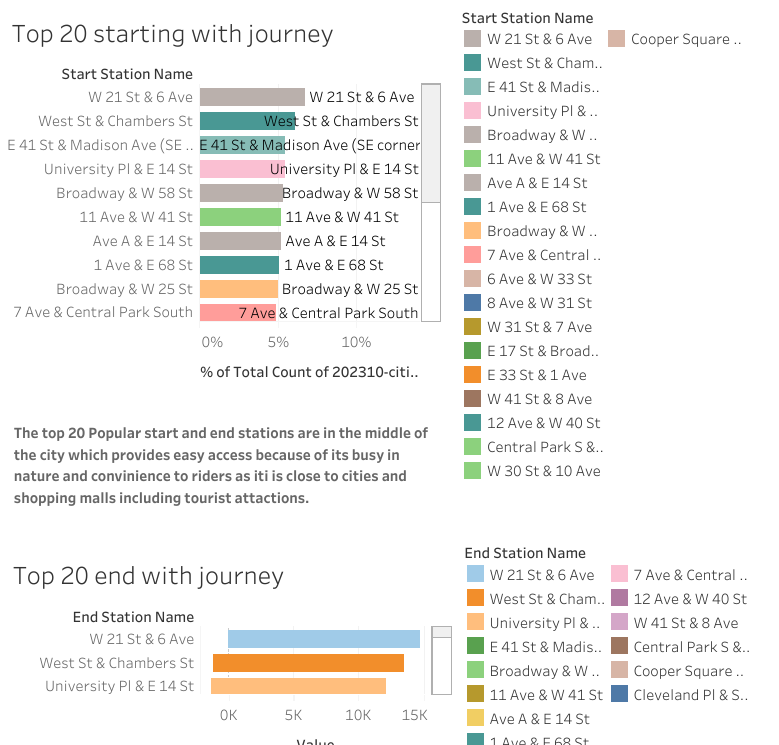 Top 20 starting with journey
Start Station Name
W 21 St & 6 Ave
W 21 St & 6 Ave
West St & Chambers St
West St & Chambers St
E 41 St & Madison Ave (SE ..
E 41 St & Madison Ave (SE corner
University Pl & E 14 St
University Pl & E 14 St
Broadway & W 58 St
Broadway & W 58 St
11 Ave & W 41 St
11 Ave & W 41 St
Ave A & E 14 St
Ave A & E 14 St
1 Ave & E 68 St
1 Ave & E 68 St
Broadway & W 25 St
Broadway & W 25 St
7 Ave & Central Park South
7 Ave & Central Park South
0% 5% 10%
% of Total Count of 202310-citi..
Start Station Name
W 21 St & 6 Ave
Cooper Square ..
West St & Cham..
E 41 St & Madis..
University Pl & ..
Broadway & W ..
11 Ave & W 41 St
Ave A & E 14 St
1 Ave & E 68 St
Broadway & W ..
7 Ave & Central ..
6 Ave & W 33 St
8 Ave & W 31 St
W 31 St & 7 Ave
E 17 St & Broad..
E 33 St & 1 Ave
W 41 St & 8 Ave
12 Ave & W 40 St
Central Park S &..
W 30 St & 10 Ave
The top 20 Popular start and end stations are in the middle of
the city which provides easy access because of its busy in
nature and convinience to riders as iti is close to cities and
shopping malls including tourist attactions.
Top 20 end with journey
End Station Name
W 21 St & 6 Ave
West St & Chambers St
University Pl & E 14 St
0K 5K 10K 15K
Value
End Station Name
W 21 St & 6 Ave
West St & Cham..
University Pl & ..
E 41 St & Madis..
Broadway & W ..
11 Ave & W 41 St
Ave A & E 14 St
1 Ave & E 68 St
7 Ave & Central ..
12 Ave & W 40 St
W 41 St & 8 Ave
Central Park S &..
Cooper Square ..
Cleveland Pl & S..